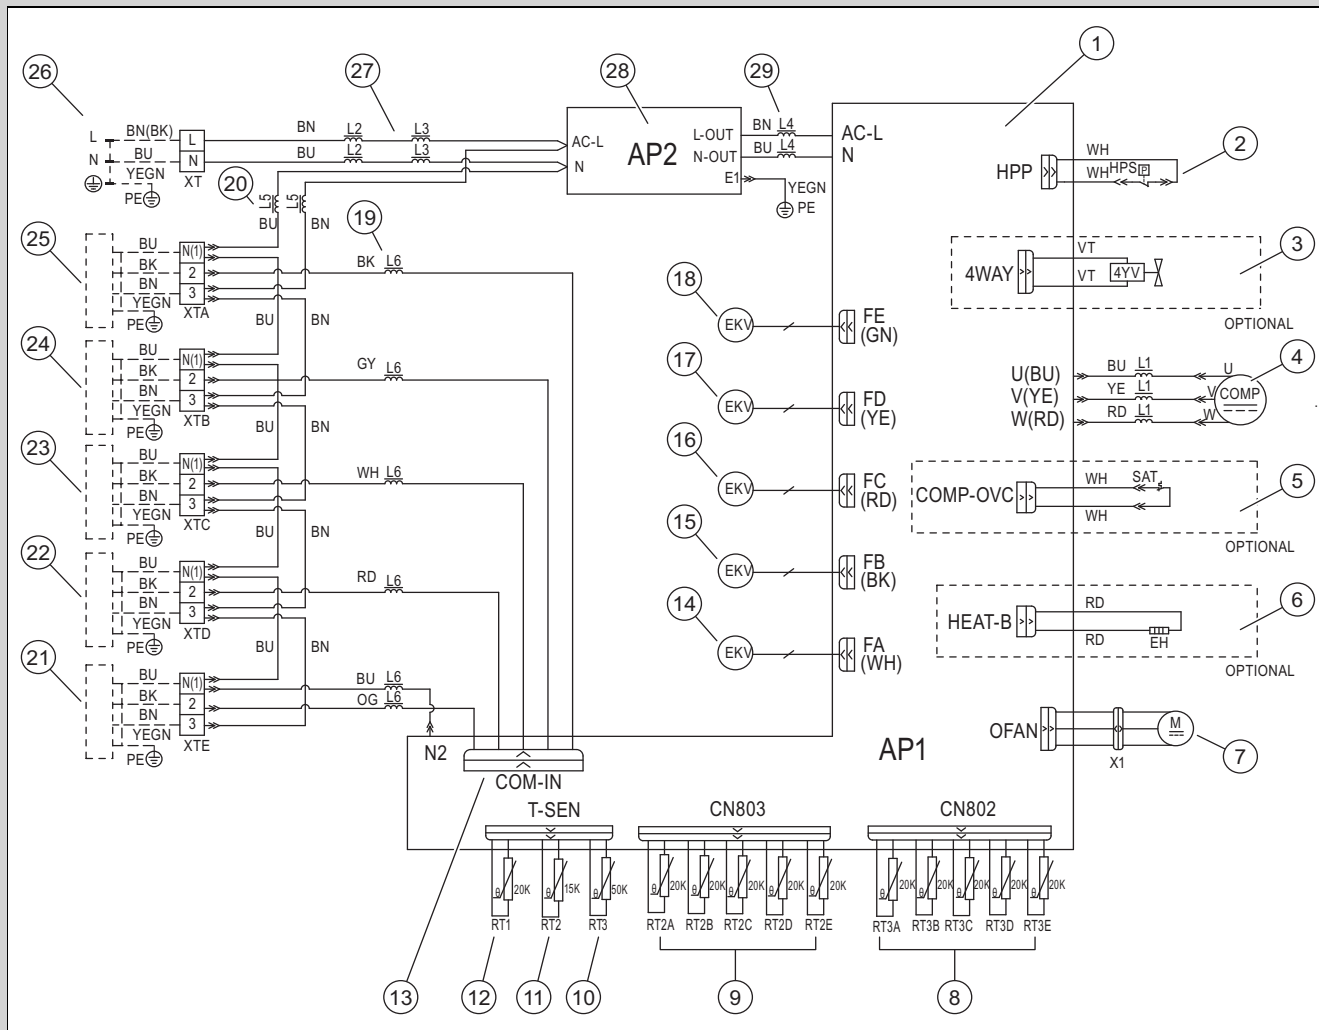 26
27
28
29
1
L BN(BK) L BN L2 L3
N BU N BU L2 L3
YEGN
PE XT
AC-L
N
AP2
L-OUT
N-OUT
E1
BN L4
BU L4
YEGN
PE
AC-L
N
HPP
WH
WH HPS P
2
20
L5 L5
BU BN
19
25
BU N(1)
BK 2
BN 3
YEGN XTA
PE
BK L6
BU BN
4WAY
VT
VT 4YV
3
OPTIONAL
18
EKV
FE
(GN)
24
BU N(1)
BK 2
BN 3
YEGN XTB
PE
GY L6
BU BN
17
EKV
FD
(YE)
U(BU) BU L1 U
V(YE) YE L1 V
W(RD) RD L1 W
COMP
4
23
BU N(1)
BK 2
BN 3
YEGN XTC
PE
WH L6
BU BN
16
EKV
FC
(RD)
COMP-OVC
WH SAT
WH
5
OPTIONAL
22
BU N(1)
BK 2
BN 3
YEGN XTD
PE
RD L6
BU BN
15
EKV
FB
(BK)
HEAT-B
RD
RD EH
6
OPTIONAL
14
EKV
FA
(WH)
21
BU N(1)
BK 2
BN 3
YEGN XTE
PE
BU L6
OG L6
N2
COM-IN
AP1
OFAN
X1
M
7
T-SEN
CN803
CN802
θ 20K θ 15K θ 50K
RT1 RT2 RT3
θ 20K θ 20K θ 20K θ 20K θ 20K
RT2A RT2B RT2C RT2D RT2E
θ 20K θ 20K θ 20K θ 20K θ 20K
RT3A RT3B RT3C RT3D RT3E
13 12 11 10 9 8